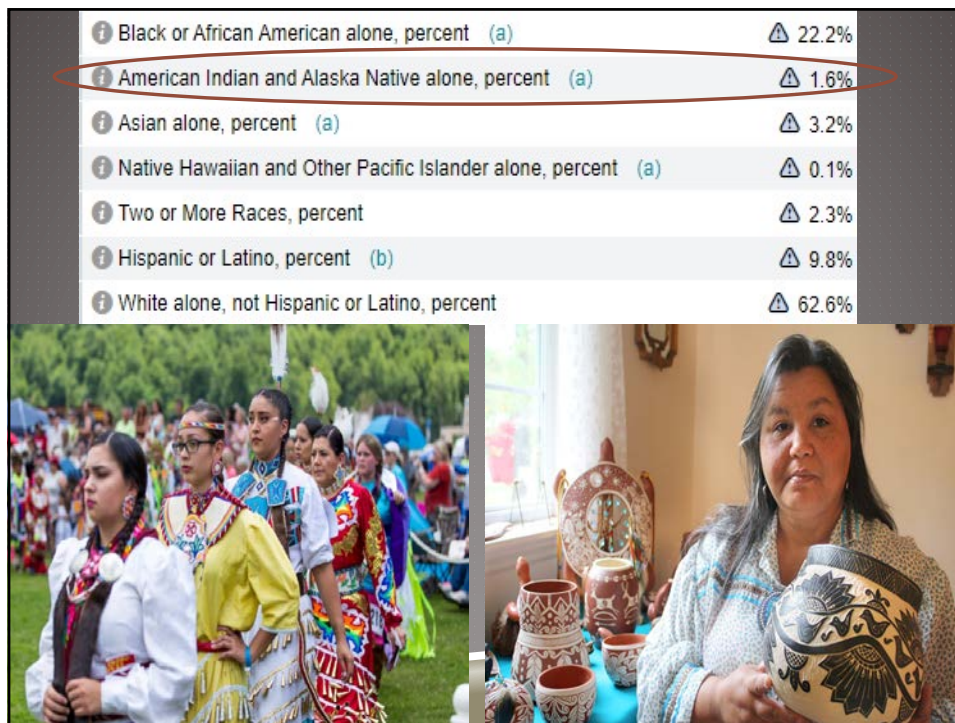 Black or African American alone, percent (a) 22.2%
American Indian and Alaska Native alone, percent (a) 1.6%
Asian alone, percent (a) 3.2%
Native Hawaiian and Other Pacific Islander alone, percent (a) 0.1%
Two or More Races, percent 2.3%
Hispanic or Latino, percent (b) 9.8%
White alone, not Hispanic or Latino, percent 62.6%